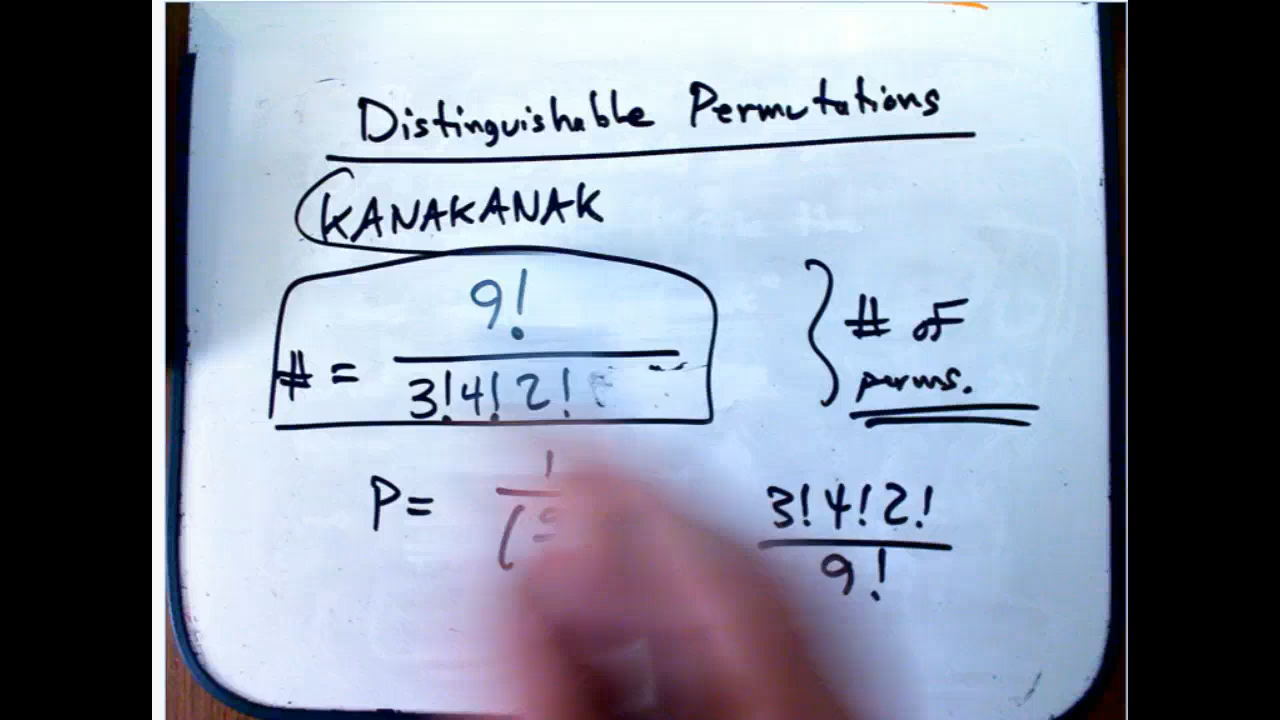 Distinguishable Permutations
KANAKANAK
9!
# = 3!4!2!
# of
perms.
P = 1
(
3!4!2!
9!